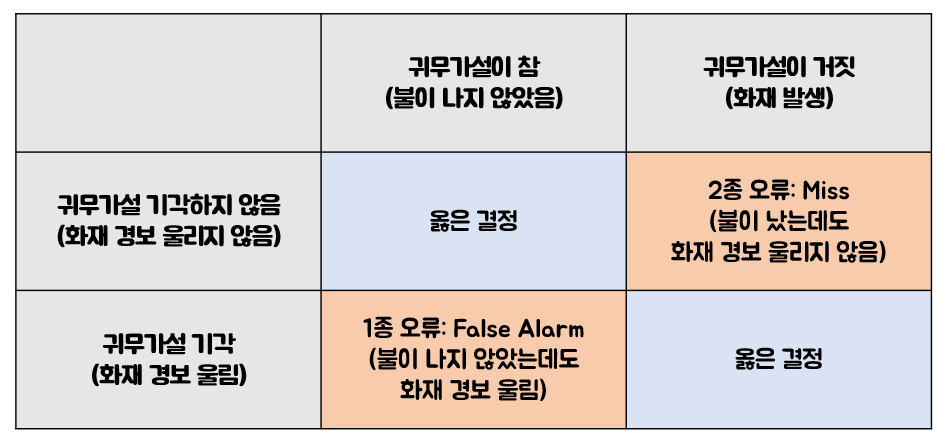 귀무가설이 참
(불이 나지 않았음)
귀무가설이 거짓
(화재 발생)
귀무가설 기각하지 않음
(화재 경보 울리지 않음)
옳은 결정
2종 오류: Miss
(불이 났는데도
화재 경보 울리지 않음)
귀무가설 기각
(화재 경보 울림)
1종 오류: False Alarm
(불이 나지 않았는데도
화재 경보 울림)
옳은 결정